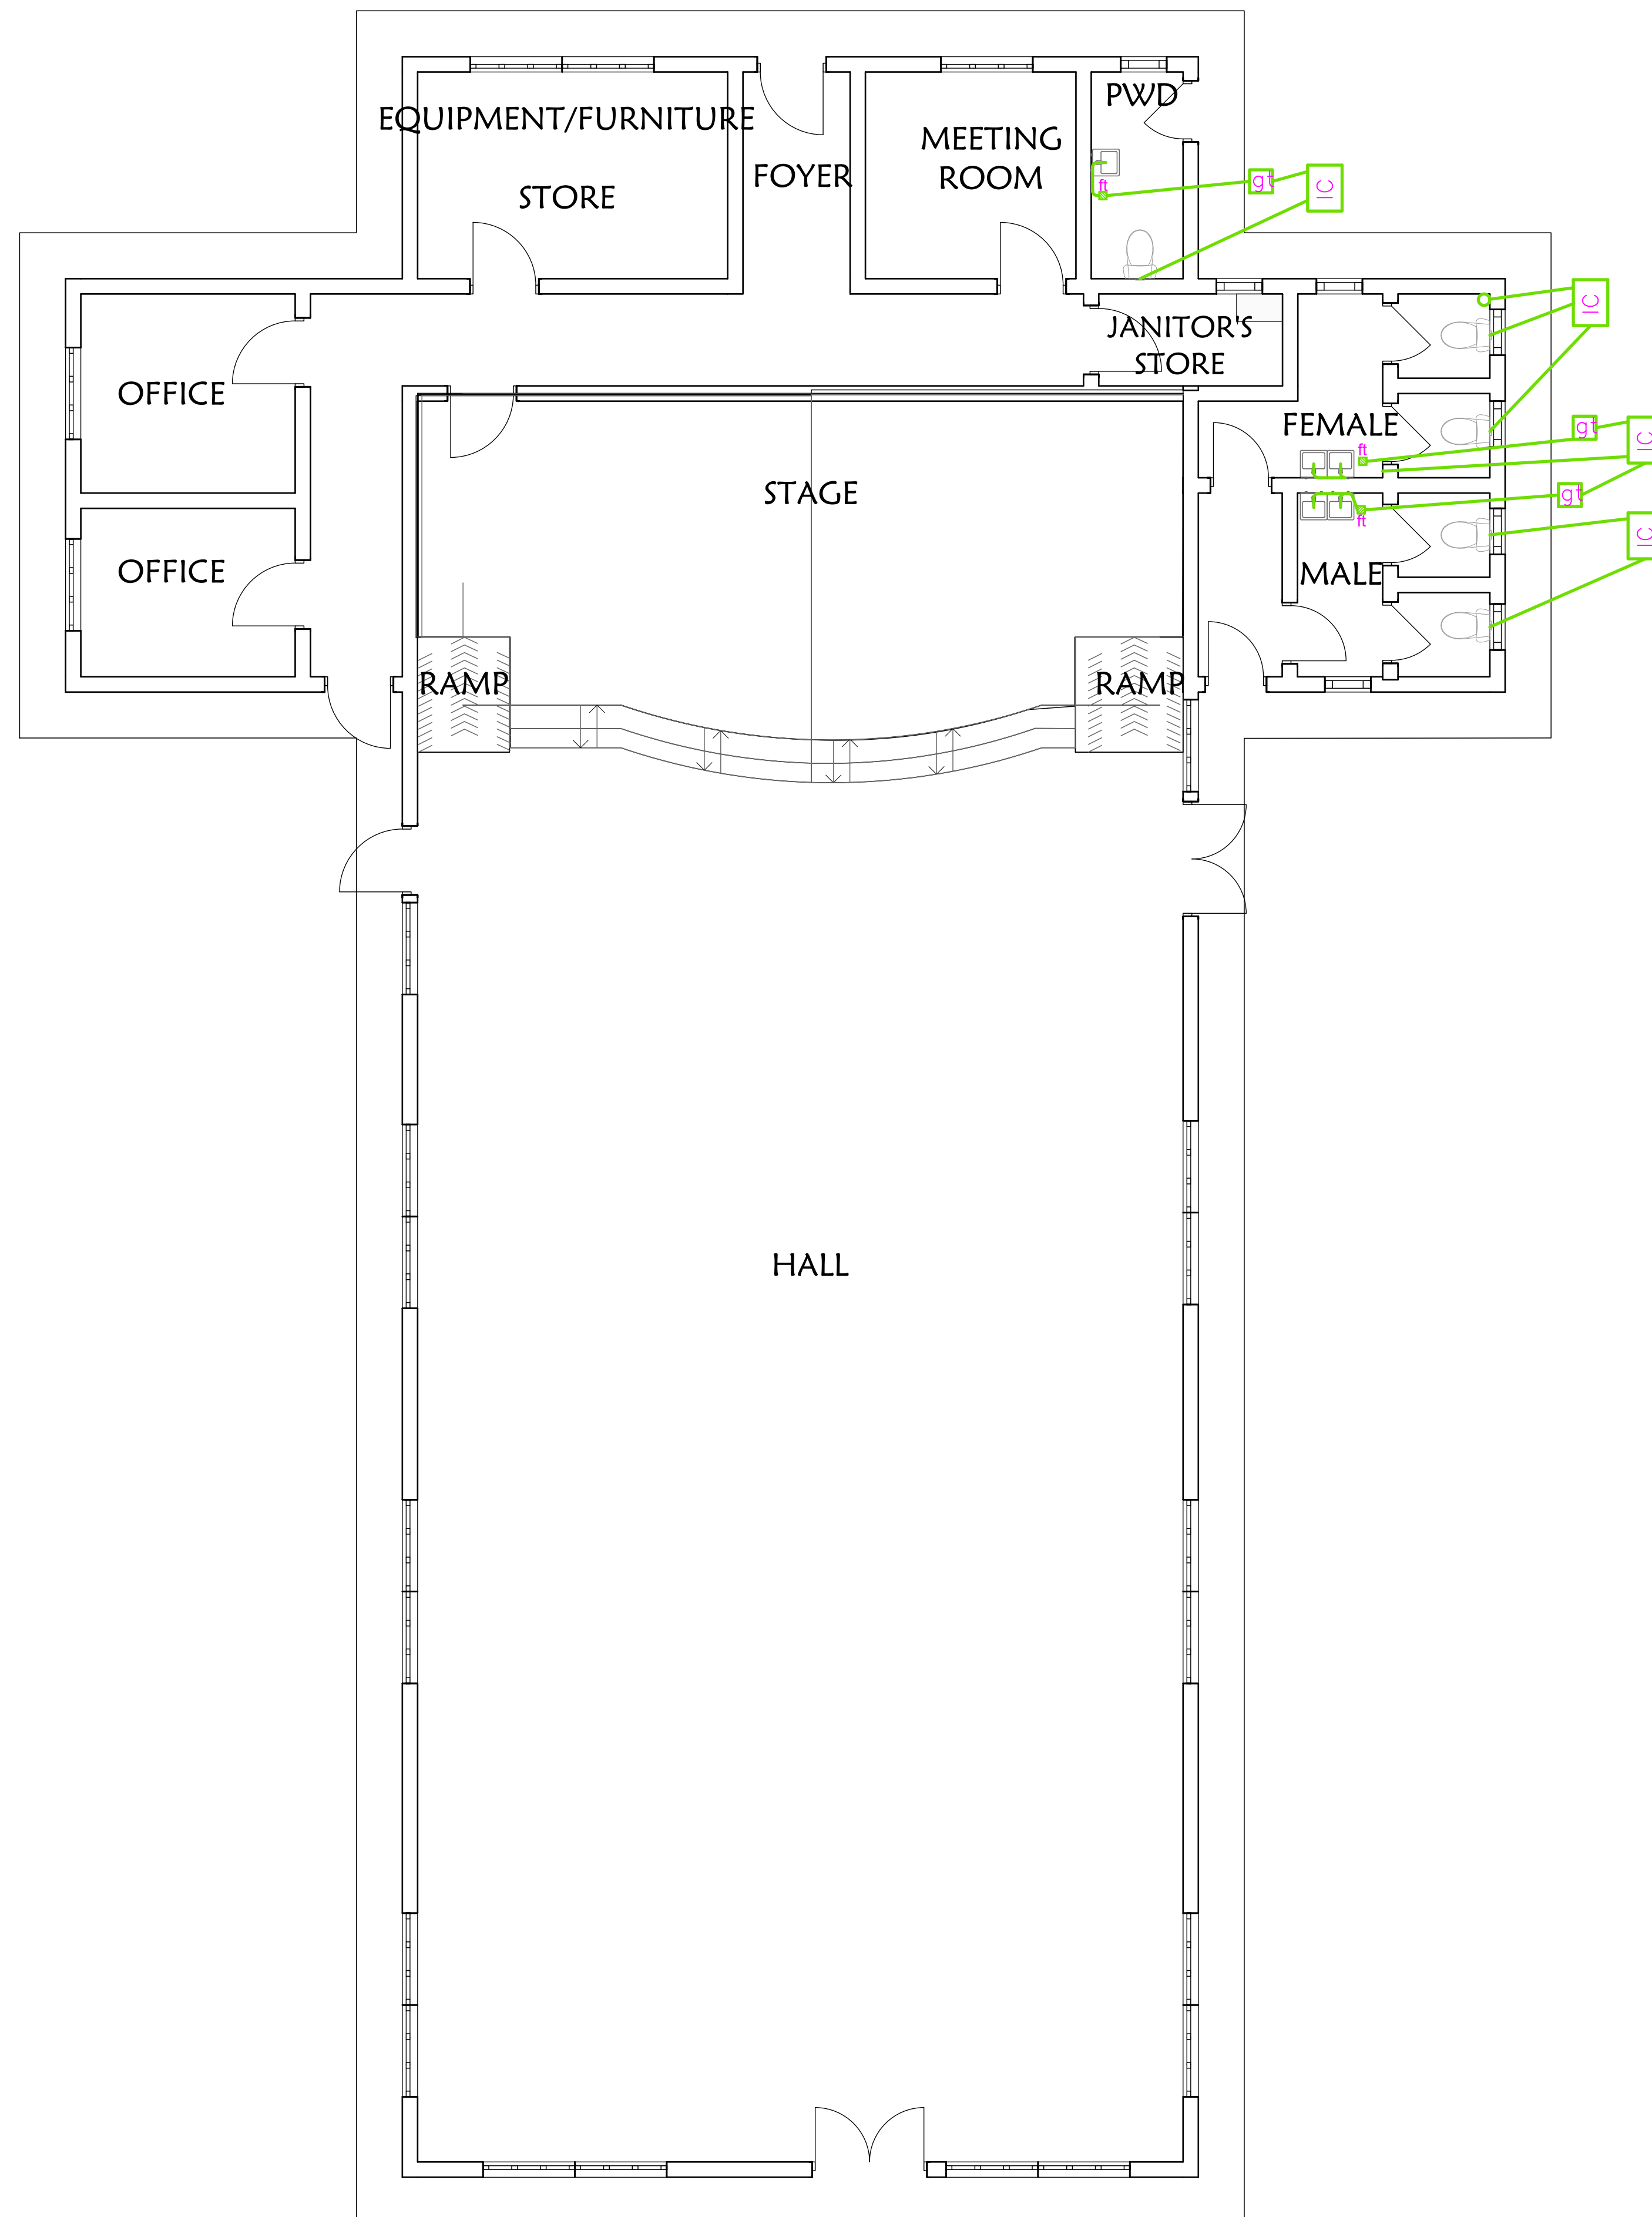 PWD
EQUIPMENT/FURNITURE
STORE
FOYER
MEETING
ROOM
ft
gt
IC
JANITOR'S
STORE
IC
OFFICE
FEMALE
ft
gt
IC
STAGE
gt
ft
IC
OFFICE
MALE
RAMP
RAMP
HALL